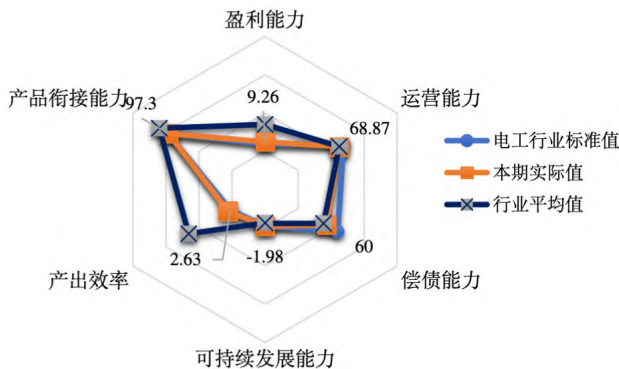 盈利能力
产品衔接能力
97.3
9.26
运营能力
68.87
电工行业标准值
本期实际值
行业平均值
2.63
-1.98
60
产出效率
偿债能力
可持续发展能力